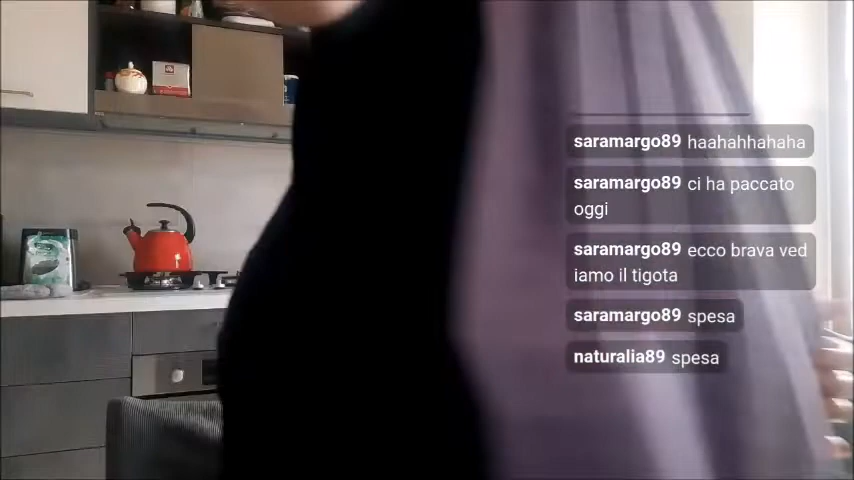 saramargo89 haahahhahaha
saramargo89 ci ha paccato
oggi
saramargo89 ecco brava ved
iamo il tigota
saramargo89 spesa
naturalia89 spesa